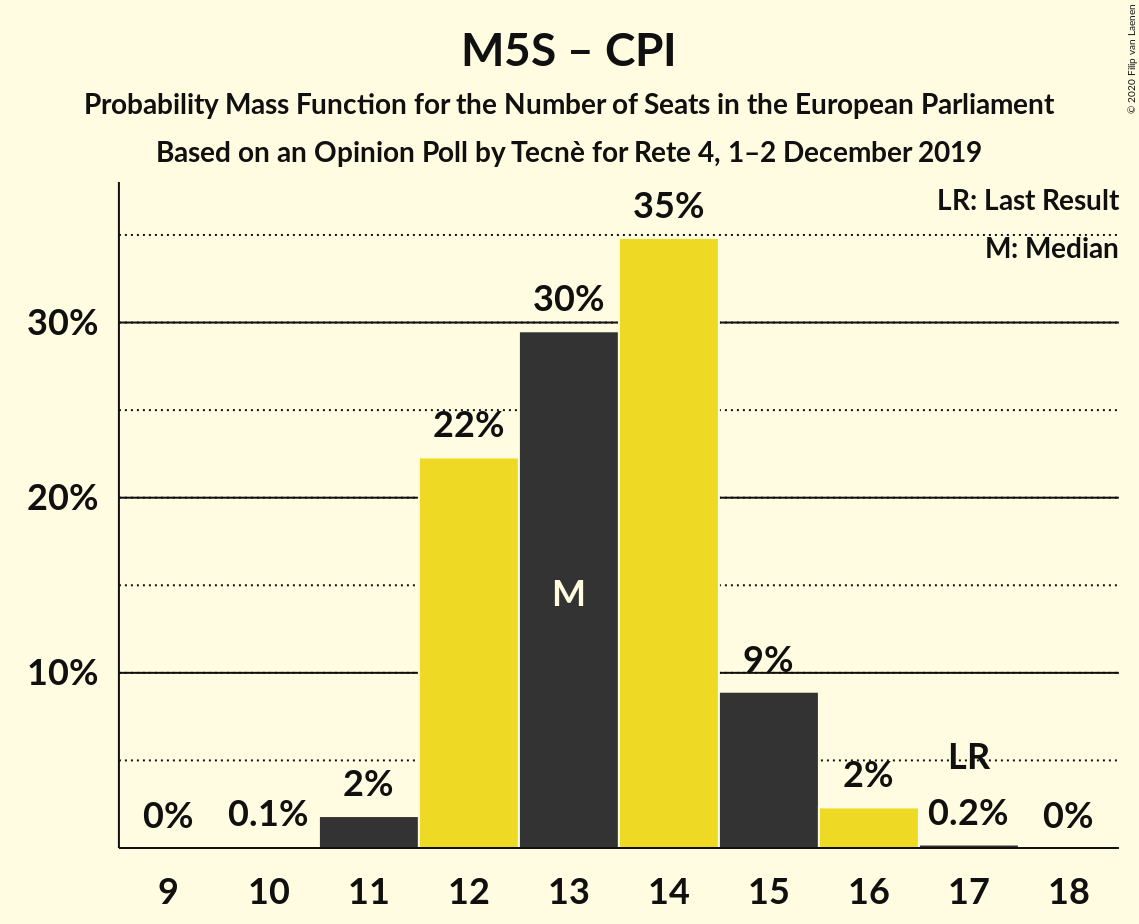 M5S – CPI
Probability Mass Function for the Number of Seats in the European Parliament
Based on an Opinion Poll by Tecnè for Rete 4, 1–2 December 2019
© 2020 Filip van Laenen
LR: Last Result
M: Median
30%
20%
10%
0%
0.1%
2%
22%
30%
35%
9%
2%
0.2%
0%
M
LR
9 10 11 12 13 14 15 16 17 18